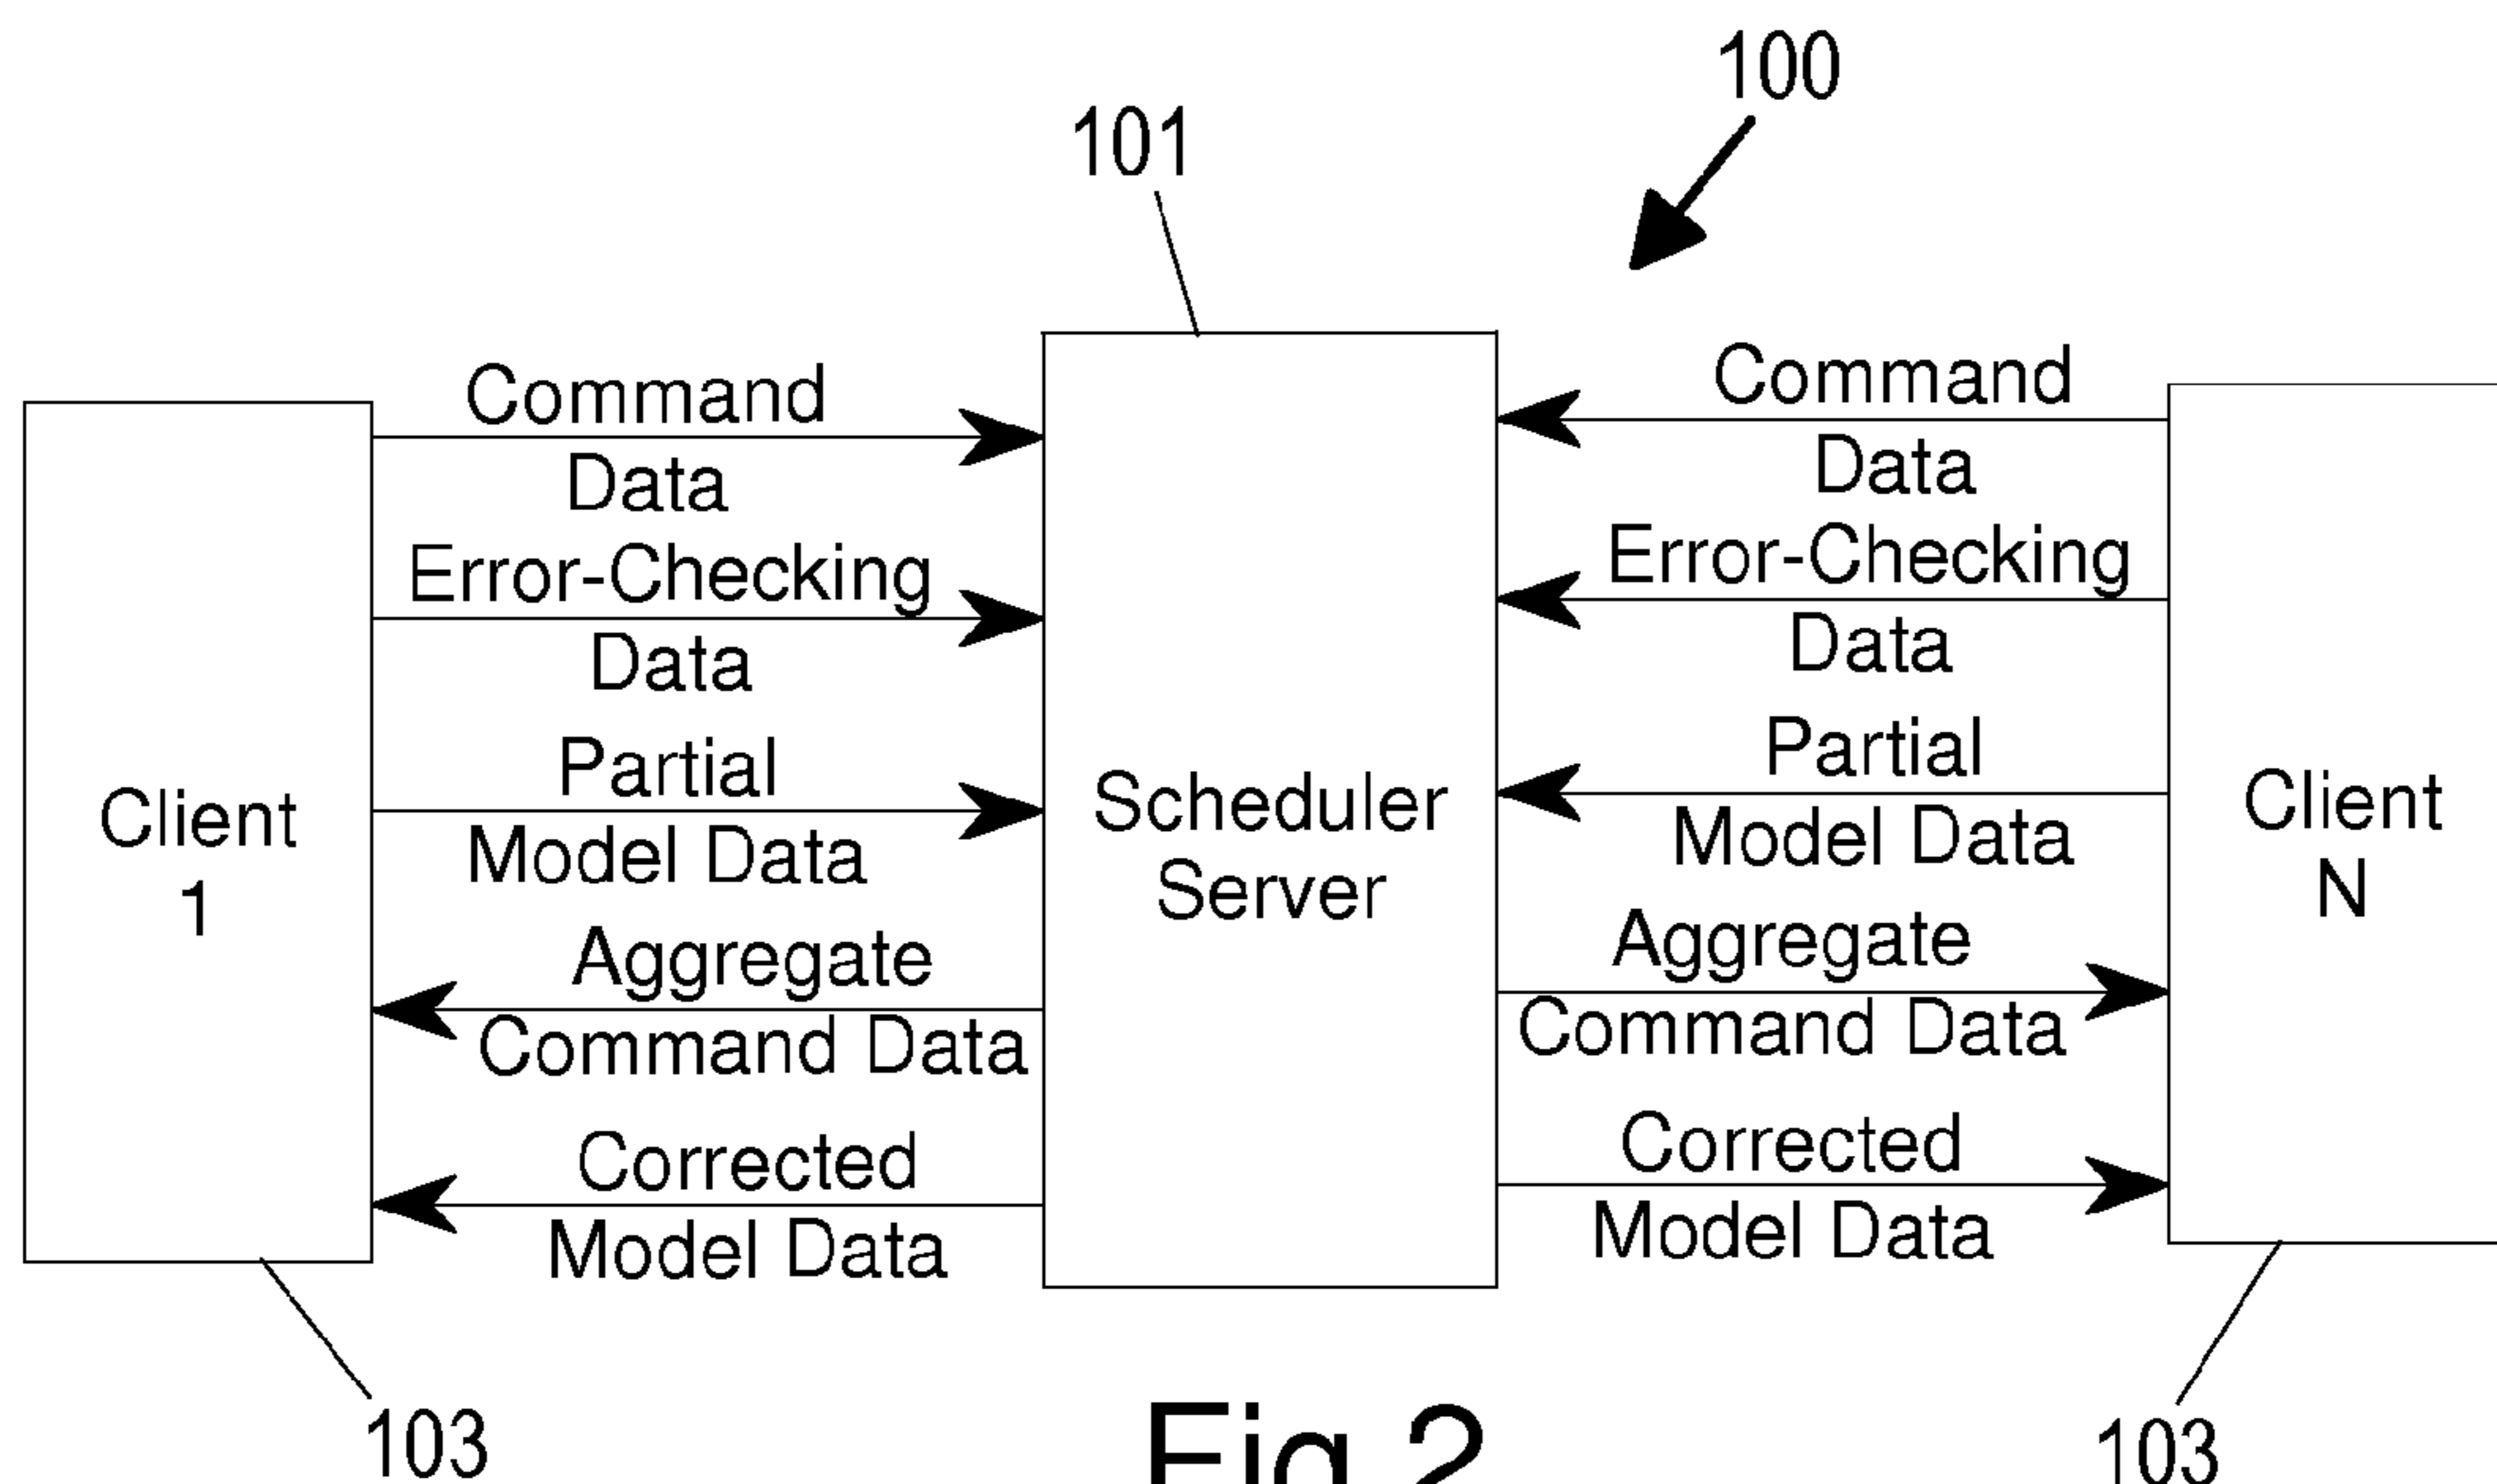 100
101
Command
Data
Error-Checking
Data
Partial
Model Data
Aggregate
Command Data
Corrected
Model Data
Client
1
Scheduler
Server
Command
Data
Error-Checking
Data
Partial
Model Data
Aggregate
Command Data
Corrected
Model Data
Client
N
103
103
Fig 2